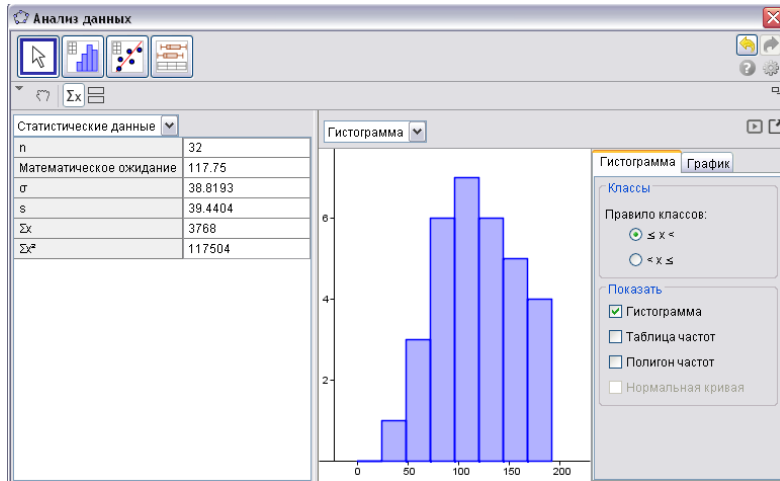 Анализ данных
Σx
Статистические данные
n 32
Математическое ожидание 117.75
σ 38.8193
s 39.4404
Σx 3768
Σx² 117504
Гистограмма
6
4
2
0 50 100 150 200
Гистограмма График
Классы
Правило классов:
≤ x <
< x ≤
Показать
Гистограмма
Таблица частот
Полигон частот
Нормальная кривая